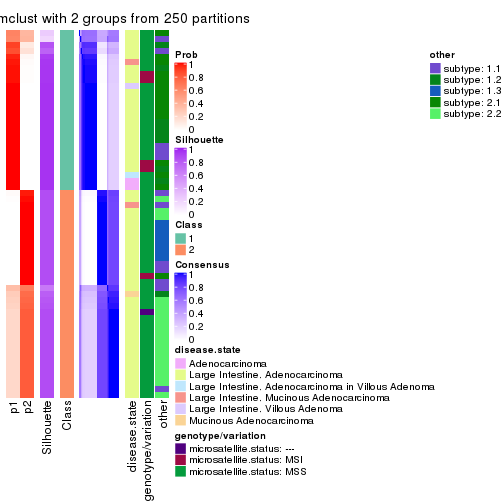 mclust with 2 groups from 250 partitions
Prob
1
0.8
0.6
0.4
0.2
0
Silhouette
1
0.8
0.6
0.4
0.2
0
Class
1
2
Consensus
1
0.8
0.6
0.4
0.2
0
disease.state
Adenocarcinoma
Large Intestine. Adenocarcinoma
Large Intestine. Adenocarcinoma in Villous Adenoma
Large Intestine. Mucinous Adenocarcinoma
Large Intestine. Villous Adenoma
Mucinous Adenocarcinoma
genotype/variation
microsatellite.status: ---
microsatellite.status: MSI
microsatellite.status: MSS
other
subtype: 1.1
subtype: 1.2
subtype: 1.3
subtype: 2.1
subtype: 2.2
p1
p2
Silhouette
Class
disease.state
genotype/variation
other